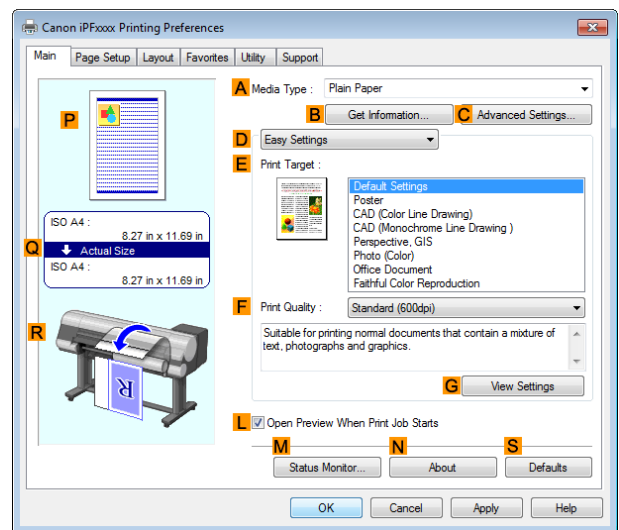 Canon iPFxxxx Printing Preferences
Main Page Setup Layout Favorites Utility Support
A Media Type : Plain Paper
B Get Information... C Advanced Settings...
D Easy Settings
E Print Target :
Default Settings
Poster
CAD (Color Line Drawing)
CAD (Monochrome Line Drawing )
Perspective, GIS
Photo (Color)
Office Document
Faithful Color Reproduction
P
Q
ISO A4 :
8.27 in x 11.69 in
Actual Size
ISO A4 :
8.27 in x 11.69 in
R
R
F Print Quality : Standard (600dpi)
Suitable for printing normal documents that contain a mixture of
text, photographs and graphics.
G View Settings
L Open Preview When Print Job Starts
M Status Monitor... N About S Defaults
OK Cancel Apply Help